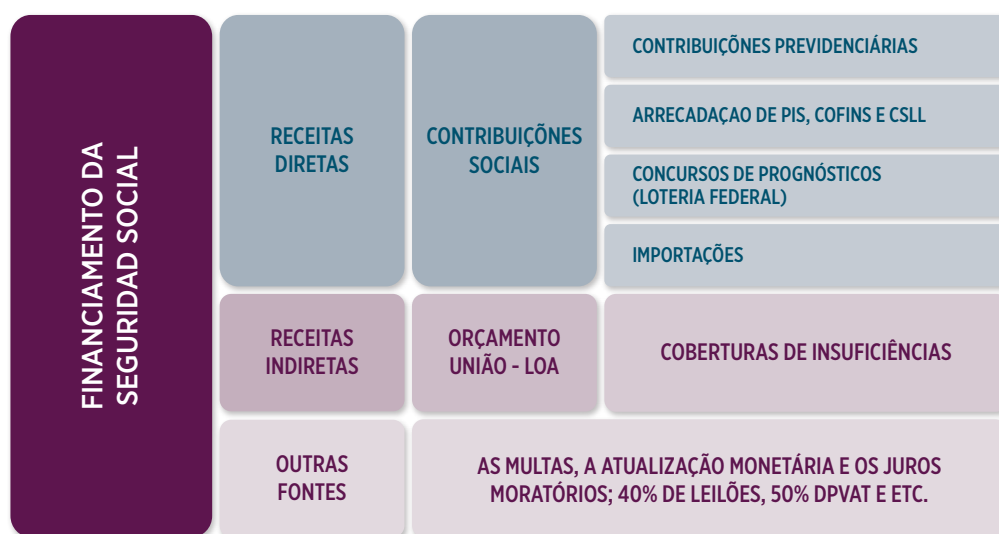 FINANCIAMENTO DA
SEGURIDAD SOCIAL
RECEITAS
DIRETAS
CONTRIBUIÇÕNES
SOCIAIS
CONTRIBUIÇÕNES PREVIDENCIÁRIAS
ARRECADAÇAO DE PIS, COFINS E CSLL
CONCURSOS DE PROGNÓSTICOS
(LOTERIA FEDERAL)
IMPORTAÇÕES
RECEITAS
INDIRETAS
ORÇAMENTO
UNIÃO - LOA
COBERTURAS DE INSUFICIÊNCIAS
OUTRAS
FONTES
AS MULTAS, A ATUALIZAÇÃO MONETÁRIA E OS JUROS
MORATÓRIOS; 40% DE LEILÕES, 50% DPVAT E ETC.